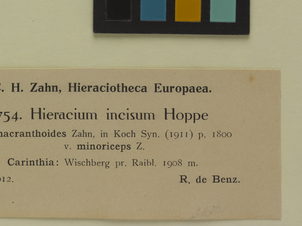 . H. Zahn, Hieraciotheca Europaea.
754. Hieracium incisum Hoppe
macranthoides Zahn, in Koch Syn. (1911) p. 1800
v. minoriceps Z.
Carinthia: Wischberg pr. Raibl. 1908 m.
912. R. de Benz.